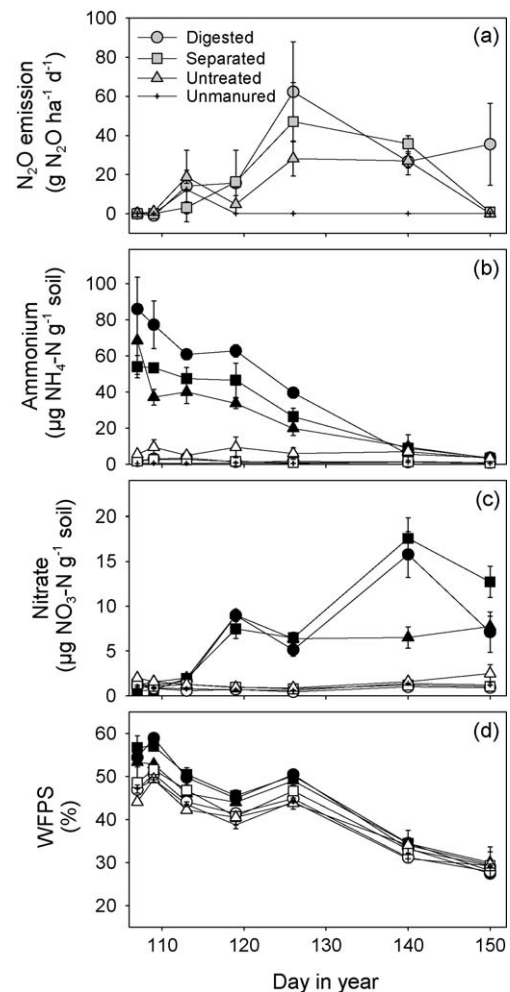 (a)
Digested
Separated
Untreated
Unmanured
N₂O emission
(g N₂O ha⁻¹ d⁻¹)
100
80
60
40
20
0
(b)
Ammonium
(µg NH₄-N g⁻¹ soil)
100
80
60
40
20
0
(c)
Nitrate
(µg NO₃-N g⁻¹ soil)
20
15
10
5
0
(d)
WFPS
(%)
60
50
40
30
20
110 120 130 140 150
Day in year